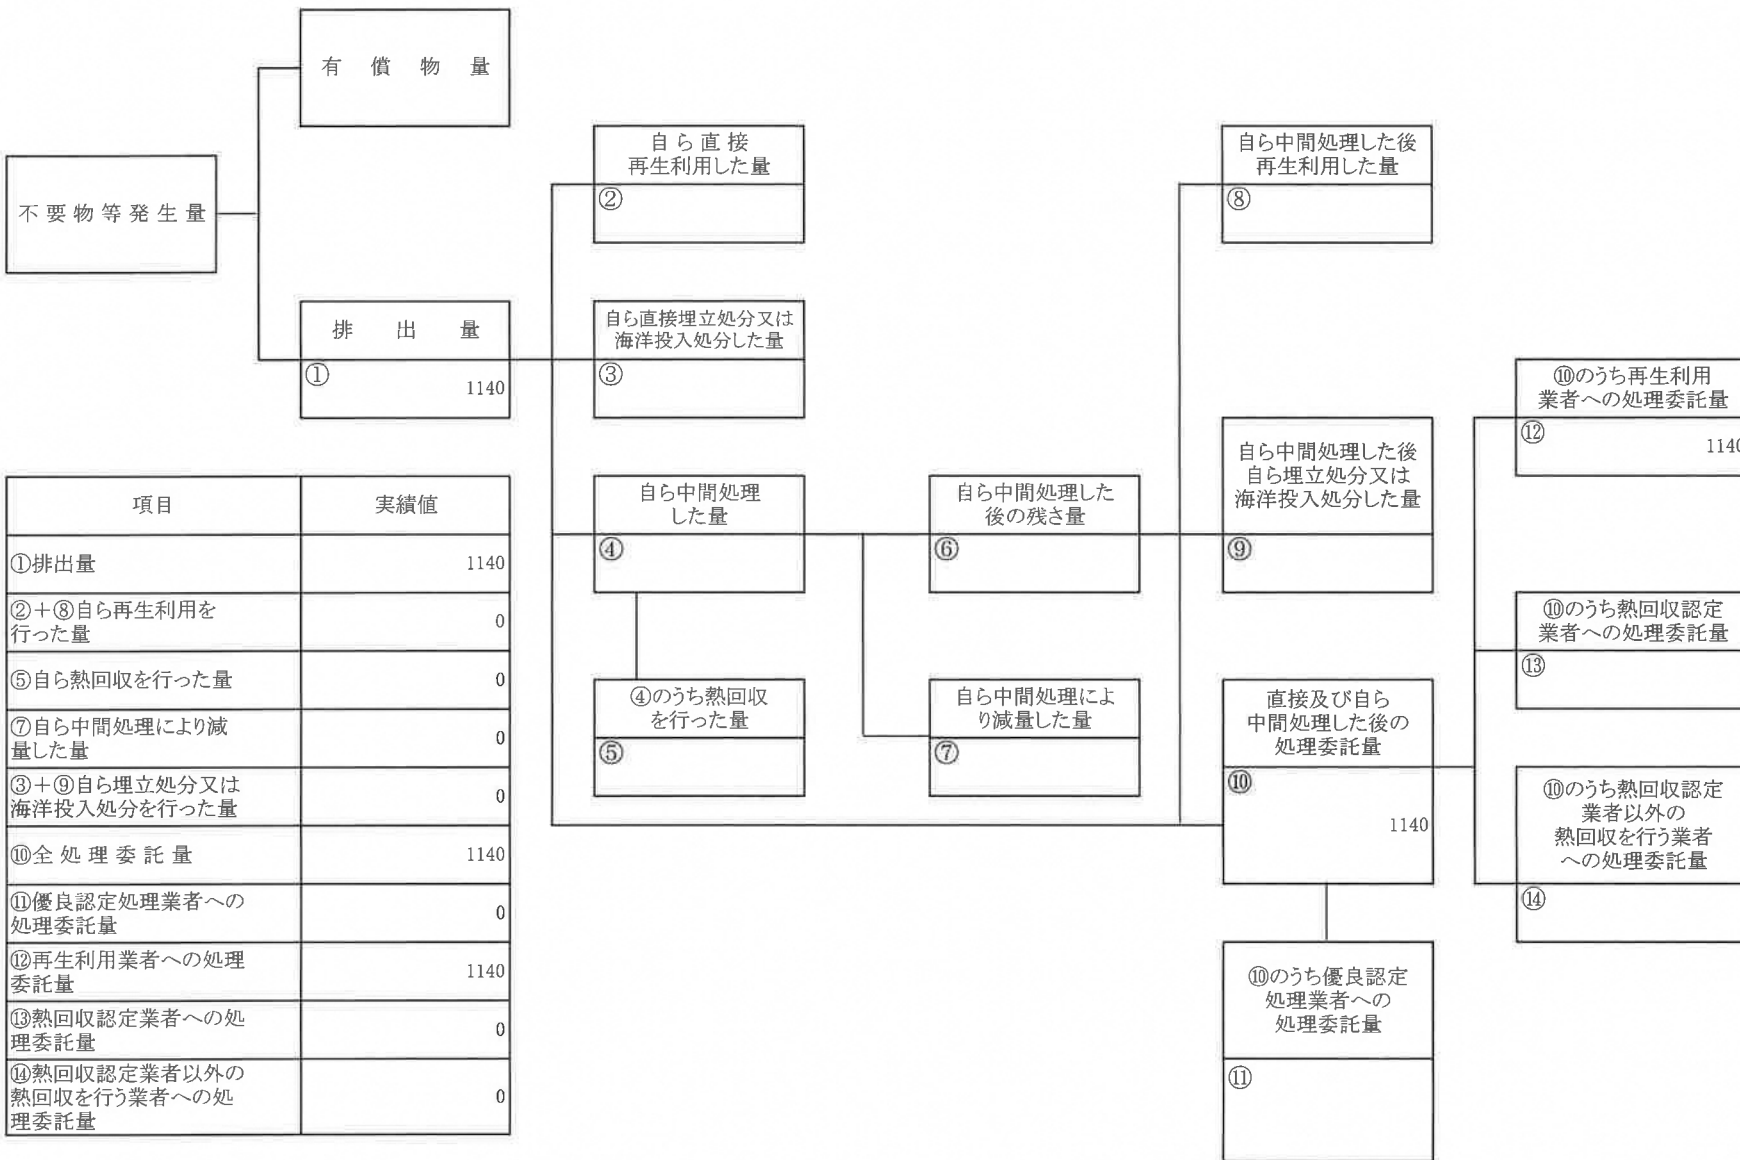 有償物量
不要物等発生量
排出量
①
1140
自ら直接
再生利用した量
②
自ら直接埋立処分又は
海洋投入処分した量
③
自ら中間処理
した量
④
④のうち熱回収
を行った量
⑤
自ら中間処理した
後の残さ量
⑥
自ら中間処理によ
り減量した量
⑦
自ら中間処理した後
再生利用した量
⑧
自ら中間処理した後
自ら埋立処分又は
海洋投入処分した量
⑨
直接及び自ら
中間処理した後の
処理委託量
⑩
1140
⑩のうち優良認定
処理業者への
処理委託量
⑪
⑩のうち再生利用
業者への処理委託量
⑫
1140
⑩のうち熱回収認定
業者への処理委託量
⑬
⑩のうち熱回収認定
業者以外の
熱回収を行う業者
への処理委託量
⑭
項目 実績値
①排出量 1140
②+⑧自ら再生利用を
行った量 0
⑤自ら熱回収を行った量 0
⑦自ら中間処理により減
量した量 0
③+⑨自ら埋立処分又は
海洋投入処分を行った量 0
⑩全処理委託量 1140
⑪優良認定処理業者への
処理委託量 0
⑫再生利用業者への処理
委託量 1140
⑬熱回収認定業者への処
理委託量 0
⑭熱回収認定業者以外の
熱回収を行う業者への処
理委託量 0